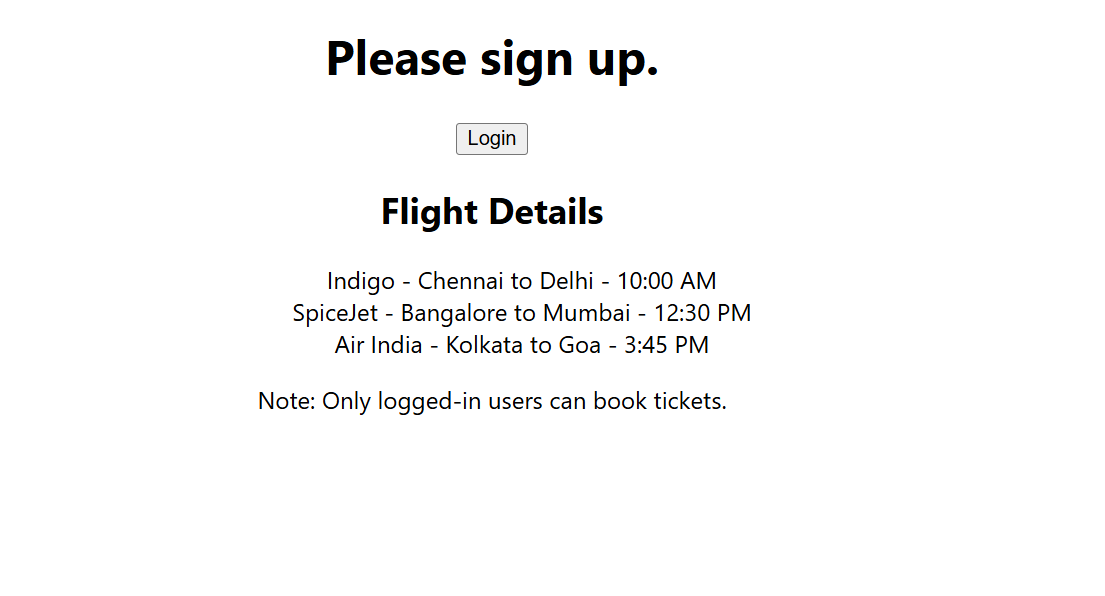 Please sign up.
Login
Flight Details
Indigo - Chennai to Delhi - 10:00 AM
SpiceJet - Bangalore to Mumbai - 12:30 PM
Air India - Kolkata to Goa - 3:45 PM
Note: Only logged-in users can book tickets.